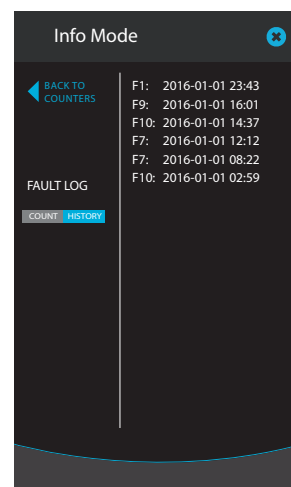 Info Mode
BACK TO
COUNTERS
FAULT LOG
COUNT HISTORY
F1: 2016-01-01 23:43
F9: 2016-01-01 16:01
F10: 2016-01-01 14:37
F7: 2016-01-01 12:12
F7: 2016-01-01 08:22
F10: 2016-01-01 02:59